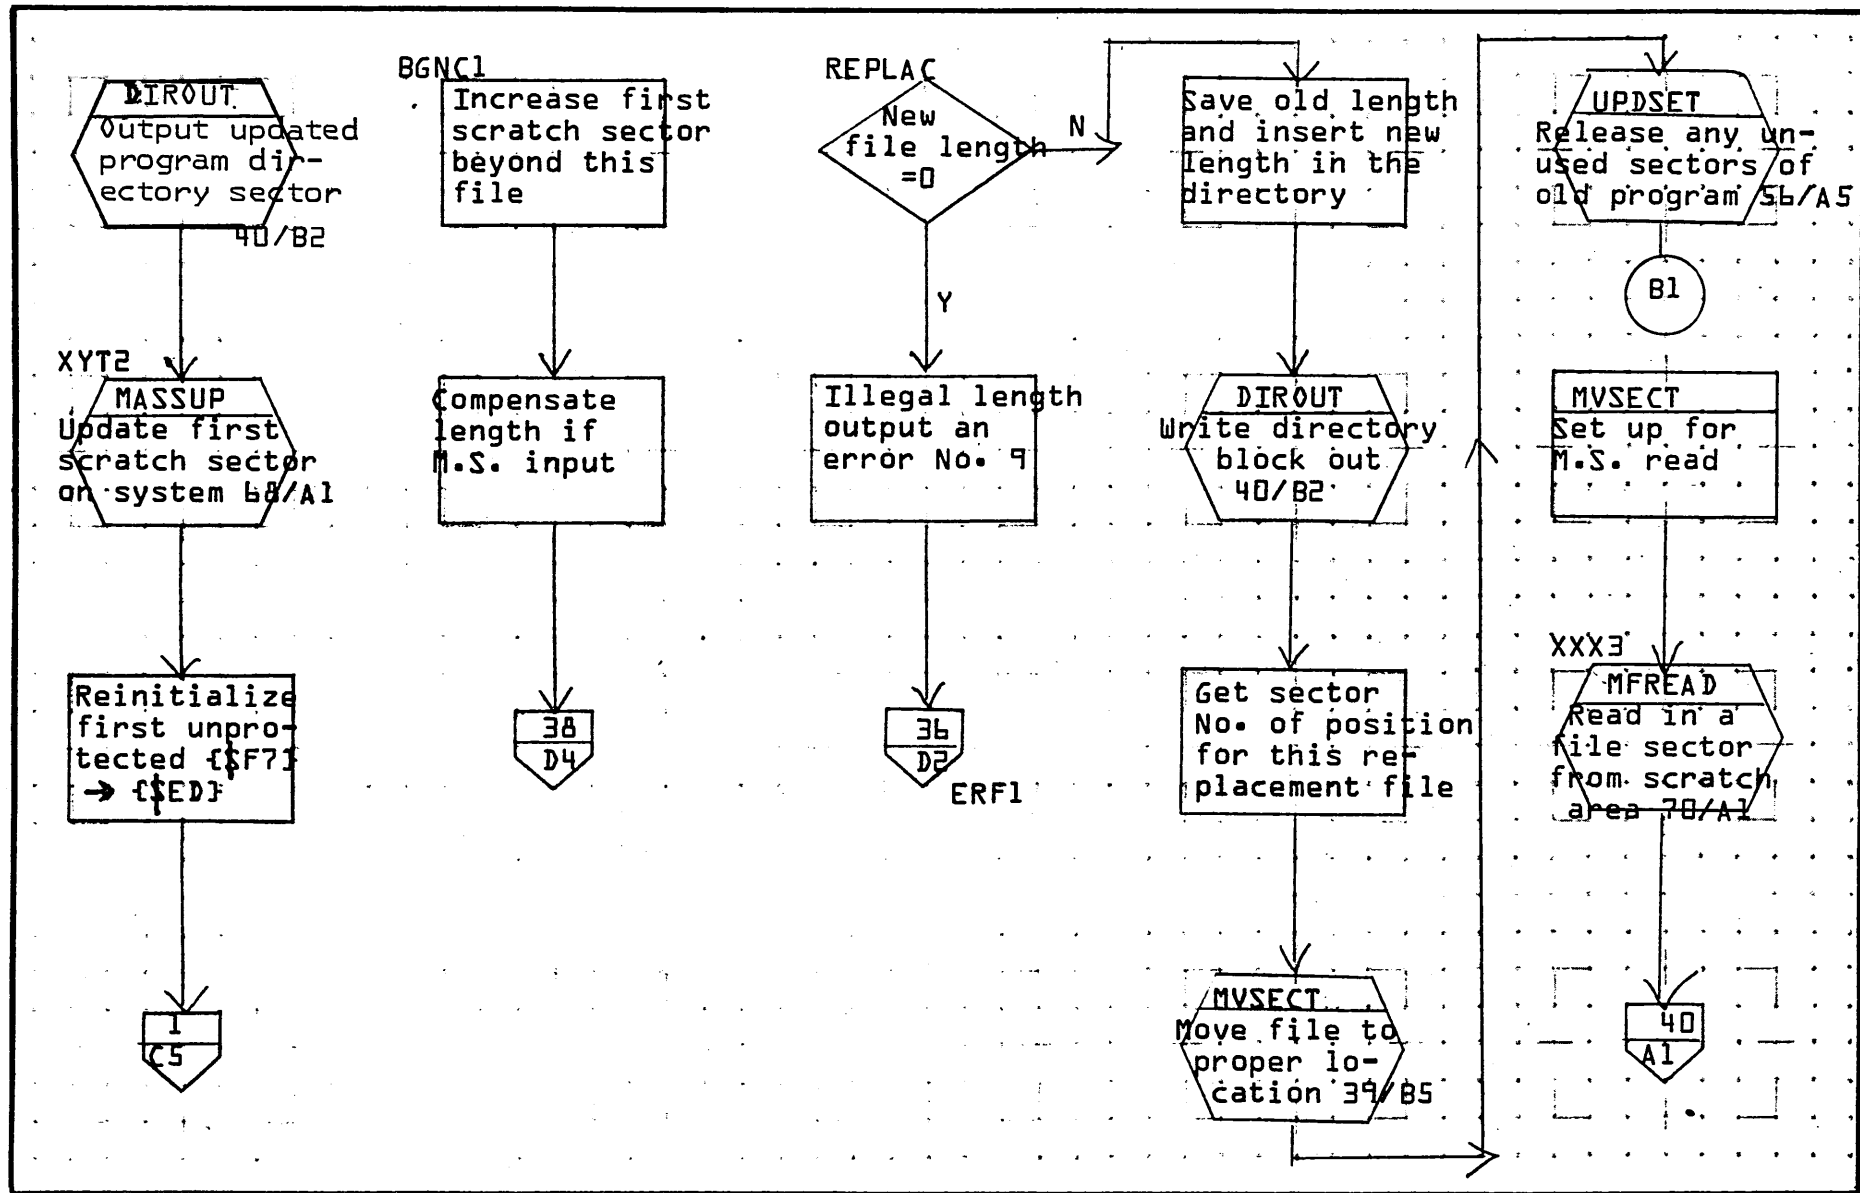 DIROUT
Output updated
program dir-
ectory sector
40/B2
XYT2
MASSUP
Update first
scratch sector
on system 68/A1
Reinitialize
first unpro-
tected {$F7}
→ {$ED}
1
C5
BGNC1
Increase first
scratch sector
beyond this
file
Compensate
length if
M.S. input
38
D4
REPLAC
New
file length
=0
N
Y
Illegal length
output an
error No. 9
36
D2
ERF1
Save old length
and insert new
length in the
directory
DIROUT
Write directory
block out
40/B2
Get sector
No. of position
for this re-
placement file
MVSECT
Move file to
proper lo-
cation 39/B5
UPDSET
Release any un-
used sectors of
old program 56/A5
B1
MVSECT
Set up for
M.S. read
XXX3
MFREAD
Read in a
file sector
from scratch
area 70/A1
40
A1